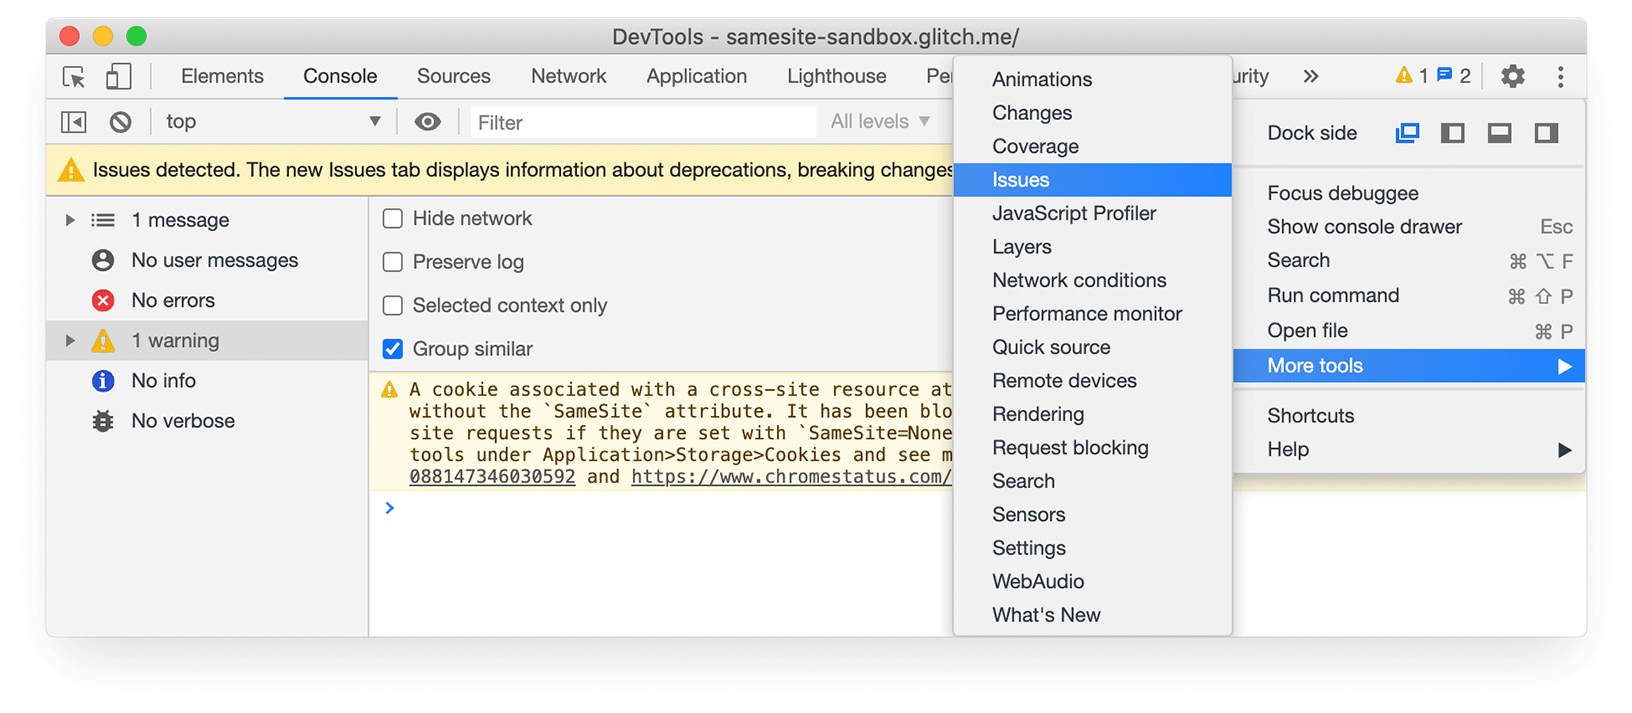 DevTools - samesite-sandbox.glitch.me/
Elements Console Sources Network Application Lighthouse 1 2
top Filter All levels
Issues detected. The new Issues tab displays information about deprecations, breaking changes
1 message
No user messages
No errors
1 warning
No info
No verbose
Hide network
Preserve log
Selected context only
Group similar
A cookie associated with a cross-site resource at
without the `SameSite` attribute. It has been
site requests if they are set with `SameSite=None
tools under Application>Storage>Cookies and see
088147346030592 and https://www.chromestatus.com/
Animations
Changes
Coverage
Issues
JavaScript Profiler
Layers
Network conditions
Performance monitor
Quick source
Remote devices
Rendering
Request blocking
Search
Sensors
Settings
WebAudio
What's New
Dock side
Focus debuggee
Show console drawer Esc
Search ⌘ ⌥ F
Run command ⌘ ⇧ P
Open file ⌘ P
More tools
Shortcuts
Help